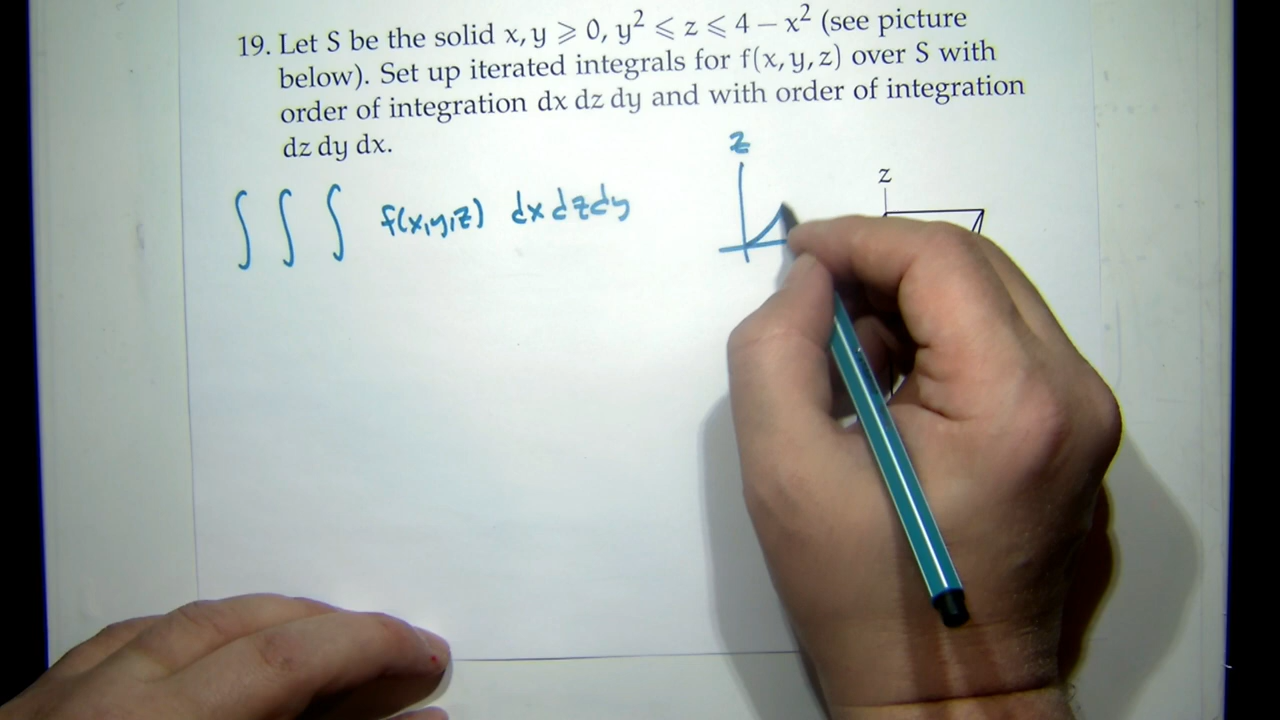 19. Let S be the solid x, y ⩾ 0, y² ⩽ z ⩽ 4 − x² (see picture
below). Set up iterated integrals for f(x, y, z) over S with
order of integration dx dz dy and with order of integration
dz dy dx.
∫ ∫ ∫ f(x,y,z) dx dz dy
z
z